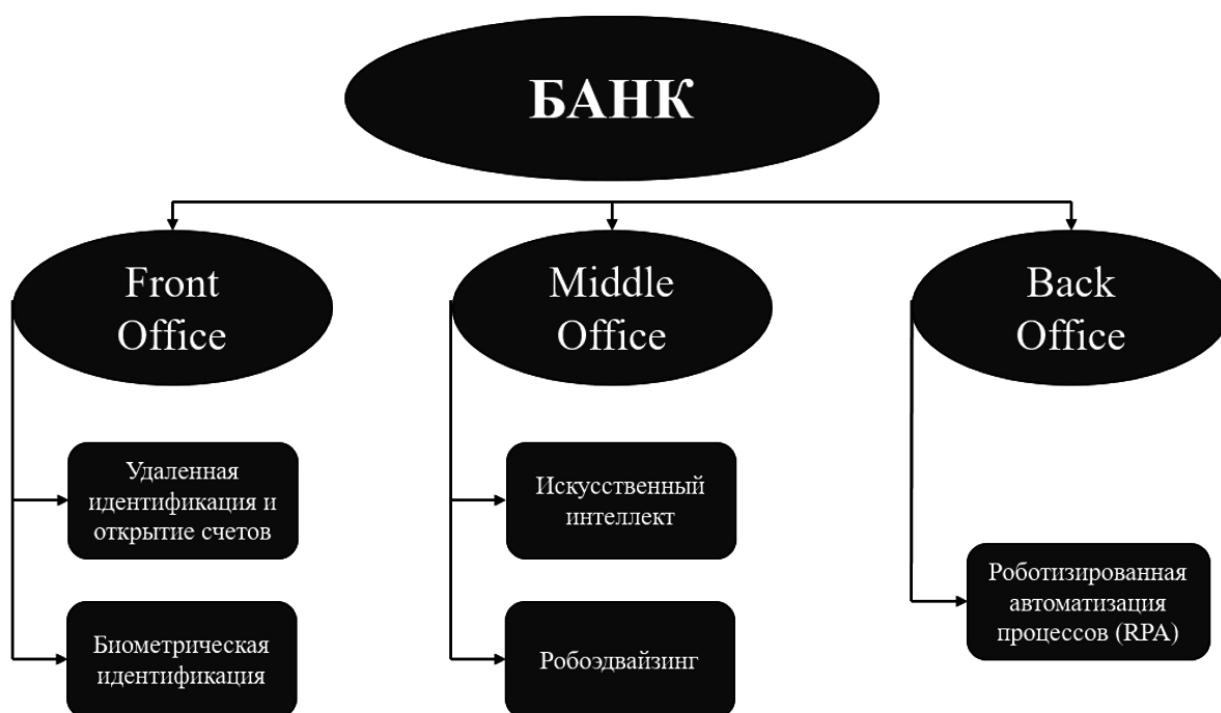 БАНК
Front
Office
Middle
Office
Back
Office
Удаленная
идентификация и
открытие счетов
Биометрическая
идентификация
Искусственный
интеллект
Робоэдвайзинг
Роботизированная
автоматизация
процессов (RPA)